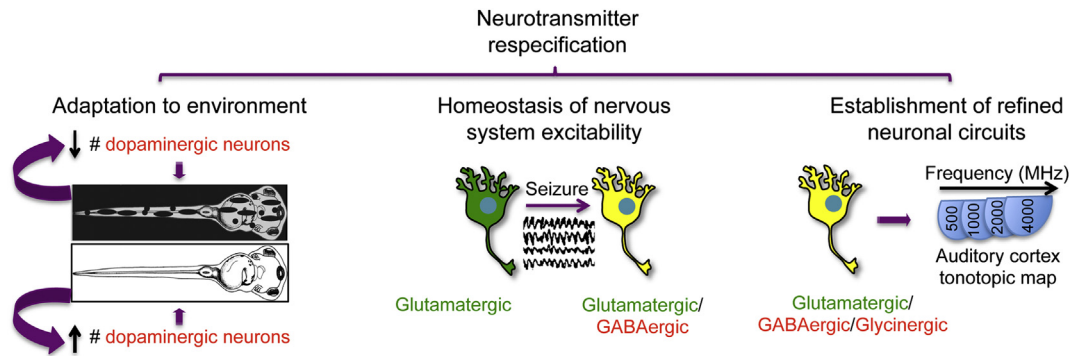 Neurotransmitter
respecification
Adaptation to environment
↓ # dopaminergic neurons
↑ # dopaminergic neurons
Homeostasis of nervous
system excitability
Seizure
Glutamatergic
Glutamatergic/
GABAergic
Establishment of refined
neuronal circuits
Frequency (MHz)
500
1000
2000
4000
Auditory cortex
tonotopic map
Glutamatergic/
GABAergic/Glycinergic